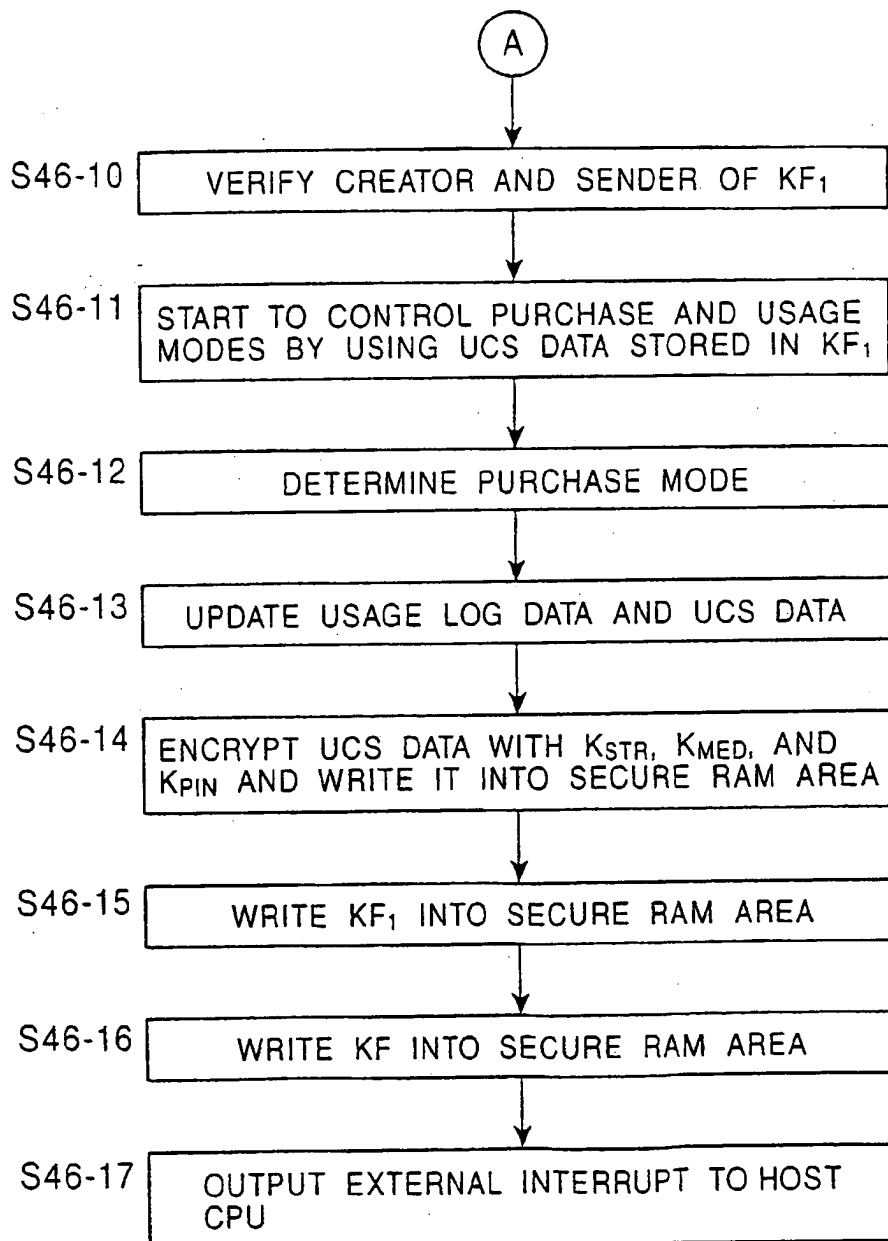 A
S46-10
VERIFY CREATOR AND SENDER OF KF₁
S46-11
START TO CONTROL PURCHASE AND USAGE
MODES BY USING UCS DATA STORED IN KF₁
S46-12
DETERMINE PURCHASE MODE
S46-13
UPDATE USAGE LOG DATA AND UCS DATA
S46-14
ENCRYPT UCS DATA WITH KSTR, KMED, AND
KPIN AND WRITE IT INTO SECURE RAM AREA
S46-15
WRITE KF₁ INTO SECURE RAM AREA
S46-16
WRITE KF INTO SECURE RAM AREA
S46-17
OUTPUT EXTERNAL INTERRUPT TO HOST
CPU